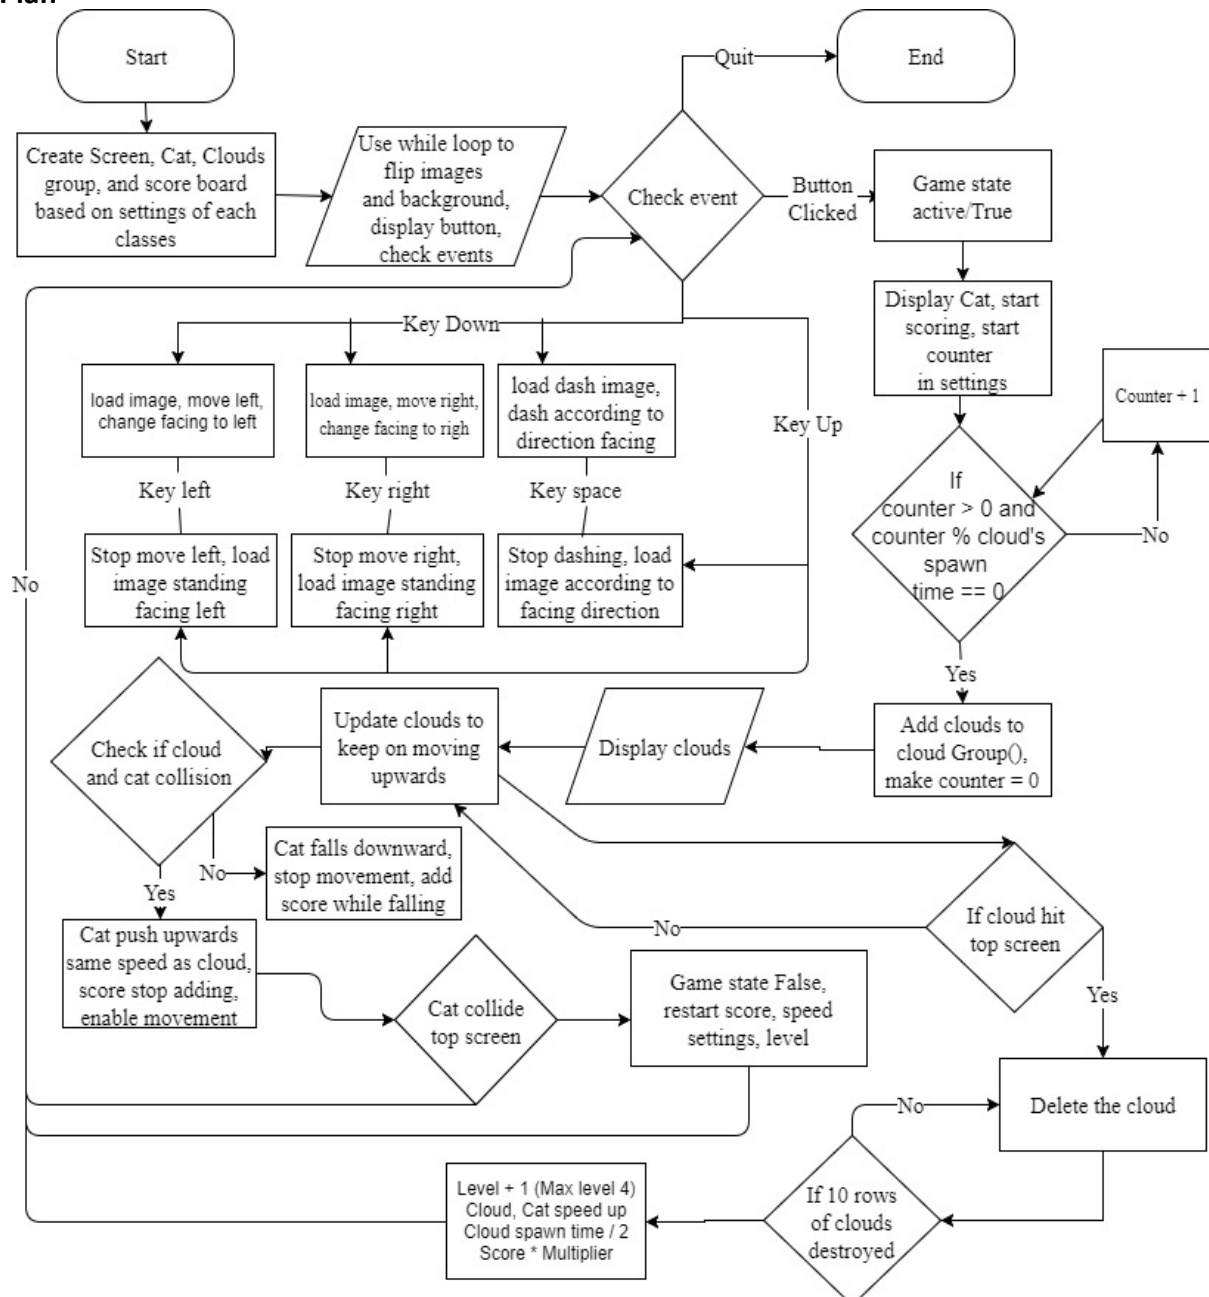 Plan
Start
Quit
End
Create Screen, Cat, Clouds
group, and score board
based on settings of each
classes
Use while loop to
flip images
and background,
display button,
check events
Check event
Button
Clicked
Game state
active/True
Display Cat, start
scoring, start
counter
in settings
Counter + 1
Key Down
load image, move left,
change facing to left
load image, move right,
change facing to righ
load dash image,
dash according to
direction facing
Key Up
If
counter > 0 and
counter % cloud's
spawn
time == 0
No
Key left
Key right
Key space
Stop move left, load
image standing
facing left
Stop move right,
load image standing
facing right
Stop dashing, load
image according to
facing direction
No
Yes
Check if cloud
and cat collision
Update clouds to
keep on moving
upwards
Display clouds
Add clouds to
cloud Group(),
make counter = 0
No
Cat falls downward,
stop movement, add
score while falling
Yes
No
If cloud hit
top screen
Cat push upwards
same speed as cloud,
score stop adding,
enable movement
Cat collide
top screen
Game state False,
restart score, speed
settings, level
Yes
No
Delete the cloud
Level + 1 (Max level 4)
Cloud, Cat speed up
Cloud spawn time / 2
Score * Multiplier
If 10 rows
of clouds
destroyed